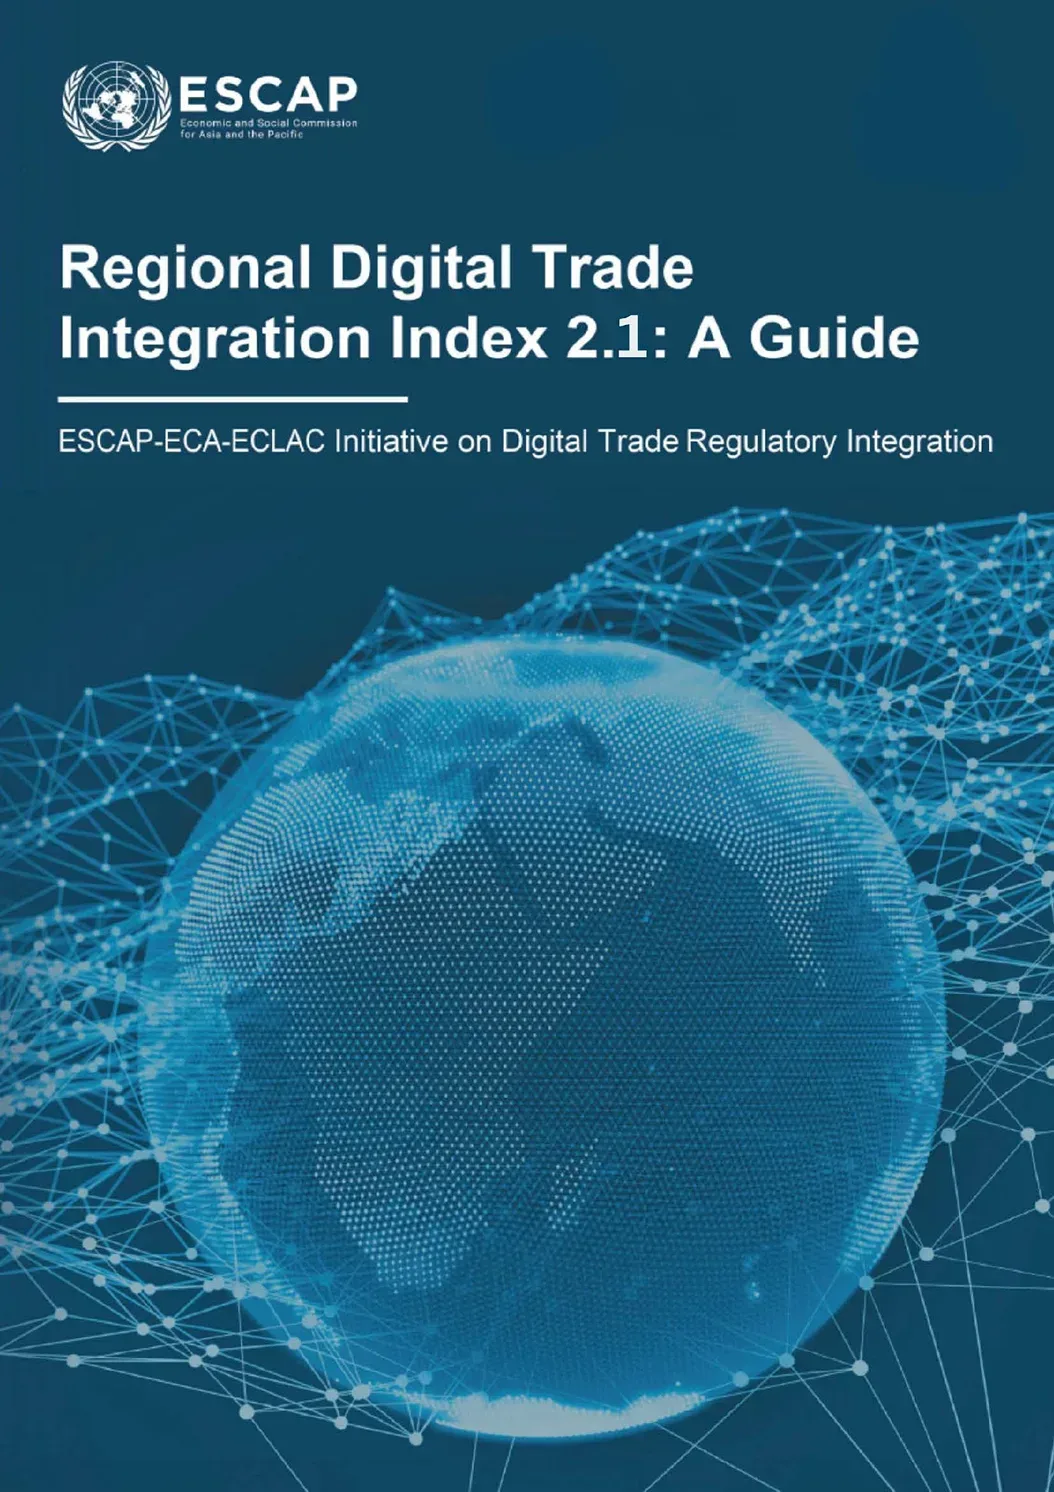 ESCAP
Economic and Social Commission
for Asia and the Pacific
Regional Digital Trade
Integration Index 2.1: A Guide
ESCAP-ECA-ECLAC Initiative on Digital Trade Regulatory Integration